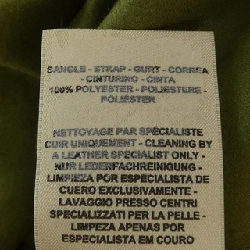 SANGLE - STRAP - GURT - CORREA
- CINTURINO - CINTA
100% POLYESTER - POLIESTURE -
POLIESTER
NETTOYAGE PAR SPÉCIALISTE
CUIR UNIQUEMENT - CLEANING BY
A LEATHER SPECIALIST ONLY -
NUR LEDERFACHREINIGUNG -
LIMPIEZA POR ESPECIALISTA DE
CUERO EXCLUSIVAMENTE -
LAVAGGIO PRESSO CENTRI
SPECIALIZZATI PER LA PELLE -
LIMPEZA APENAS POR
ESPECIALISTA EM COURO